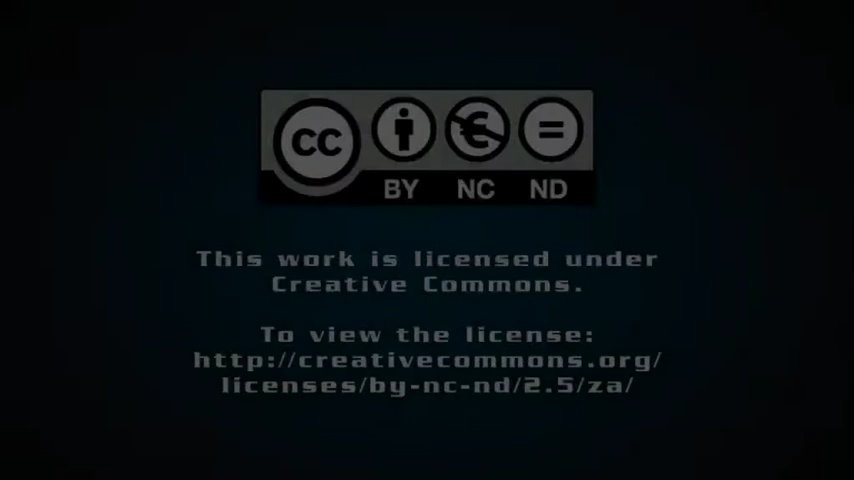 CC
BY NC ND
This work is licensed under
Creative Commons.
To view the license:
http://creativecommons.org/
licenses/by-nc-nd/2.5/za/